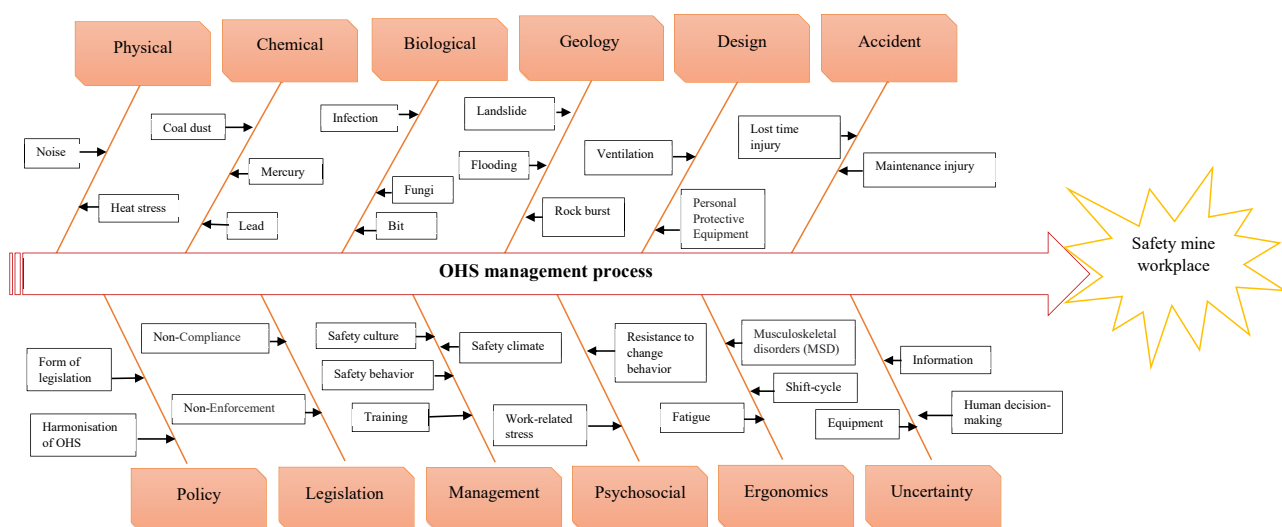 Physical
Chemical
Biological
Geology
Design
Accident
Noise
Heat stress
Coal dust
Mercury
Lead
Infection
Fungi
Bit
Landslide
Flooding
Rock burst
Ventilation
Personal
Protective
Equipment
Lost time
injury
Maintenance injury
OHS management process
Safety mine
workplace
Form of
legislation
Harmonisation
of OHS
Non-Compliance
Non-Enforcement
Safety culture
Safety climate
Safety behavior
Training
Resistance to
change
behavior
Work-related
stress
Musculoskeletal
disorders (MSD)
Shift-cycle
Fatigue
Information
Human decision-
making
Equipment
Policy
Legislation
Management
Psychosocial
Ergonomics
Uncertainty